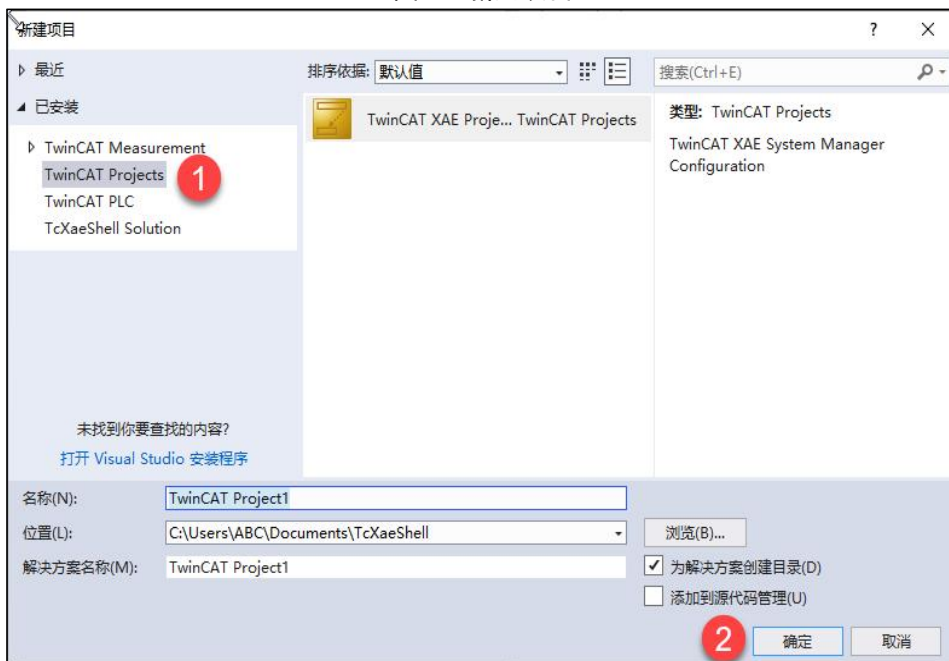 新建项目
?
×
最近
排序依据: 默认值
搜索(Ctrl+E)
已安装
TwinCAT XAE Proje... TwinCAT Projects
类型: TwinCAT Projects
TwinCAT XAE System Manager
Configuration
TwinCAT Measurement
TwinCAT Projects
1
TwinCAT PLC
TcXaeShell Solution
未找到你要查找的内容?
打开 Visual Studio 安装程序
名称(N): TwinCAT Project1
位置(L): C:\Users\ABC\Documents\TcXaeShell
浏览(B)...
解决方案名称(M): TwinCAT Project1
为解决方案创建目录(D)
添加到源代码管理(U)
2
确定
取消